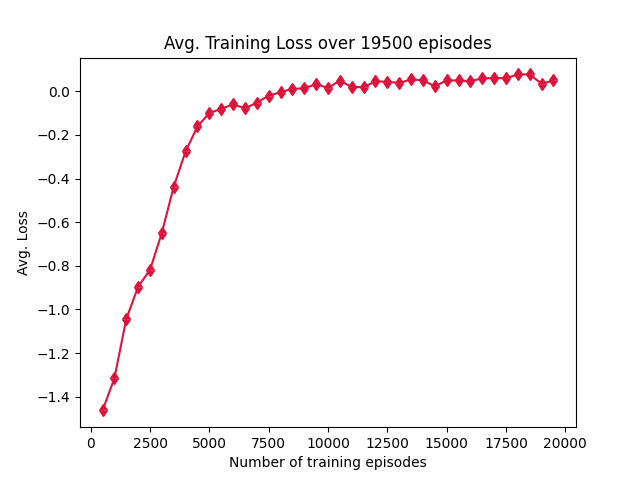 Avg. Training Loss over 19500 episodes
0.0
−0.2
−0.4
−0.6
−0.8
−1.0
−1.2
−1.4
Avg. Loss
0 2500 5000 7500 10000 12500 15000 17500 20000
Number of training episodes